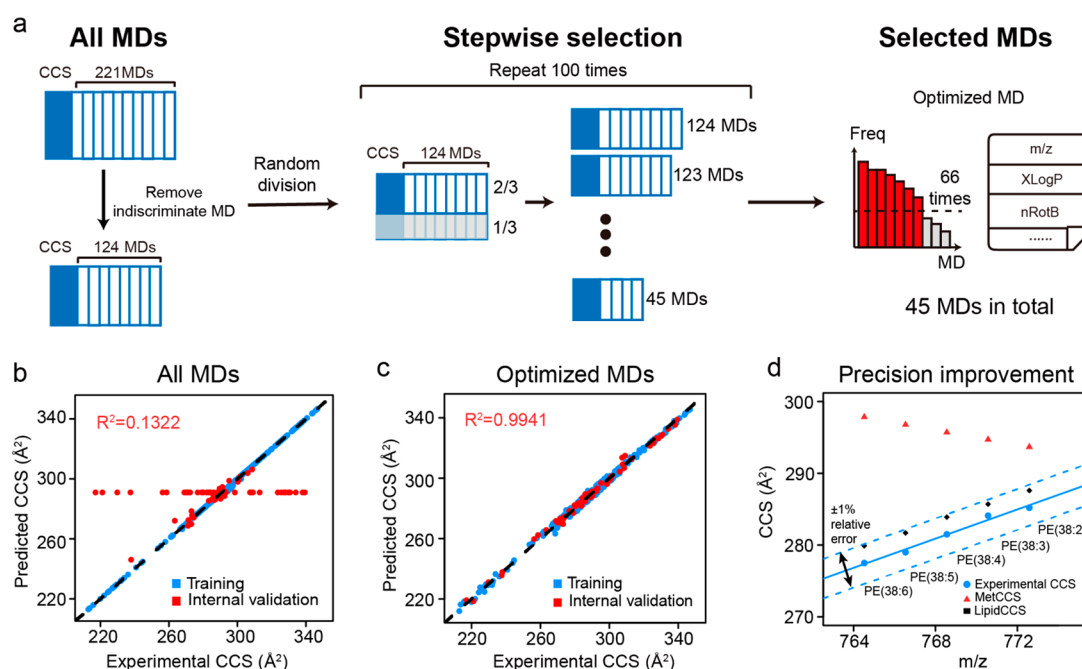 a
All MDs
Stepwise selection
Selected MDs
CCS
221MDs
Remove
indiscriminate MD
CCS
124 MDs
Random
division
Repeat 100 times
CCS
124 MDs
2/3
1/3
124 MDs
123 MDs
45 MDs
Optimized MD
Freq
66
times
MD
m/z
XLogP
nRotB
......
45 MDs in total
b
All MDs
R²=0.1322
Predicted CCS (Å²)
340
300
260
220
Training
Internal validation
220
260
300
340
Experimental CCS (Å²)
c
Optimized MDs
R²=0.9941
Predicted CCS (Å²)
340
300
260
220
Training
Internal validation
220
260
300
340
Experimental CCS (Å²)
d
Precision improvement
CCS (Å²)
300
290
280
270
±1%
relative
error
PE(38:6)
PE(38:5)
PE(38:4)
PE(38:3)
PE(38:2
Experimental CCS
MetCCS
LipidCCS
764
768
772
m/z